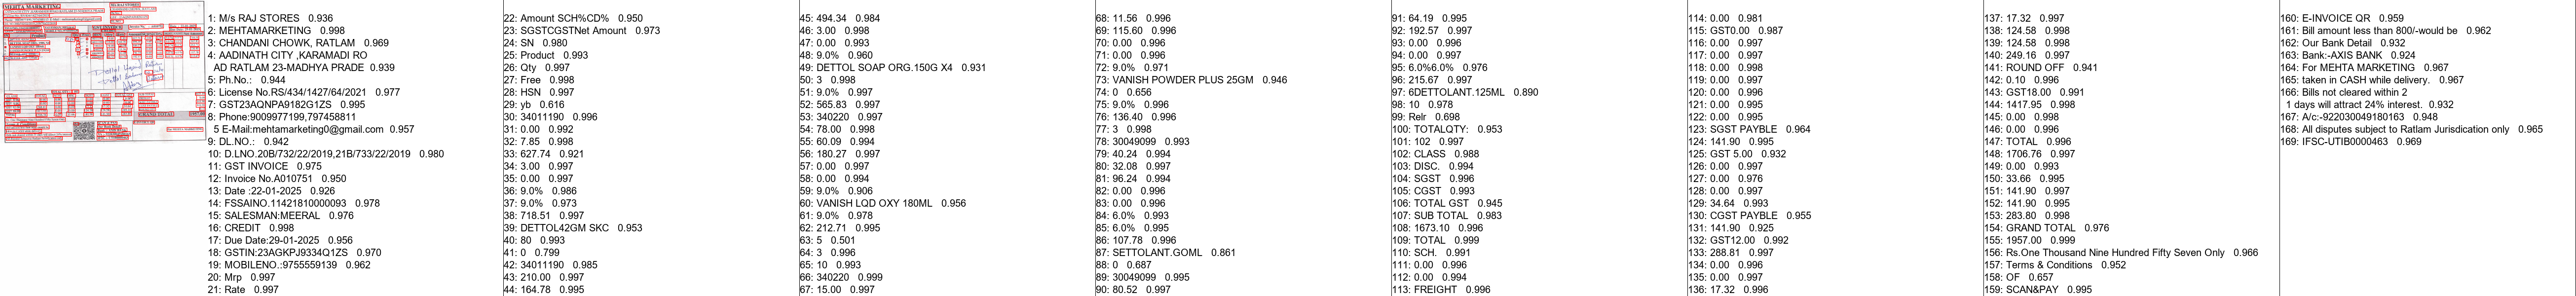 MEHTA MARKETING
M/s RAJ STORES
1: M/s RAJ STORES 0.936
2: MEHTAMARKETING 0.998
3: CHANDANI CHOWK, RATLAM 0.969
4: AADINATH CITY ,KARAMADI RO
AD RATLAM 23-MADHYA PRADE 0.939
5: Ph.No.: 0.944
6: License No.RS/434/1427/64/2021 0.977
7: GST23AQNPA9182G1ZS 0.995
8: Phone:9009977199,797458811
5 E-Mail:mehtamarketing0@gmail.com 0.957
9: DL.NO.: 0.942
10: D.LNO.20B/732/22/2019,21B/733/22/2019 0.980
11: GST INVOICE 0.975
12: Invoice No.A010751 0.950
13: Date :22-01-2025 0.926
14: FSSAINO.11421810000093 0.978
15: SALESMAN:MEERAL 0.976
16: CREDIT 0.998
17: Due Date:29-01-2025 0.956
18: GSTIN:23AGKPJ9334Q1ZS 0.970
19: MOBILENO.:9755559139 0.962
20: Mrp 0.997
21: Rate 0.997
22: Amount SCH%CD% 0.950
23: SGSTCGSTNet Amount 0.973
24: SN 0.980
25: Product 0.993
26: Qty 0.997
27: Free 0.998
28: HSN 0.997
29: yb 0.616
30: 34011190 0.996
31: 0.00 0.992
32: 7.85 0.998
33: 627.74 0.921
34: 3.00 0.997
35: 0.00 0.997
36: 9.0% 0.986
37: 9.0% 0.973
38: 718.51 0.997
39: DETTOL42GM SKC 0.953
40: 80 0.993
41: 0 0.799
42: 34011190 0.985
43: 210.00 0.997
44: 164.78 0.995
45: 494.34 0.984
46: 3.00 0.998
47: 0.00 0.993
48: 9.0% 0.960
49: DETTOL SOAP ORG.150G X4 0.931
50: 3 0.998
51: 9.0% 0.997
52: 565.83 0.997
53: 340220 0.997
54: 78.00 0.998
55: 60.09 0.994
56: 180.27 0.997
57: 0.00 0.993
58: 0.00 0.994
59: 9.0% 0.906
60: VANISH LQD OXY 180ML 0.956
61: 9.0% 0.978
62: 212.71 0.995
63: 5 0.501
64: 3 0.996
65: 10 0.993
66: 340220 0.999
67: 15.00 0.997
68: 11.56 0.996
69: 115.60 0.996
70: 0.00 0.996
71: 0.00 0.996
72: 9.0% 0.971
73: VANISH POWDER PLUS 25GM 0.946
74: 0 0.656
75: 9.0% 0.996
76: 136.40 0.996
77: 3 0.998
78: 30049099 0.993
79: 40.24 0.994
80: 32.08 0.997
81: 96.24 0.994
82: 0.00 0.996
83: 0.00 0.996
84: 6.0% 0.993
85: 6.0% 0.995
86: 107.78 0.996
87: SETTOLANT.GOML 0.861
88: 0 0.687
89: 30049099 0.995
90: 80.52 0.997
91: 64.19 0.995
92: 192.57 0.997
93: 0.00 0.996
94: 0.00 0.997
95: 6.0%6.0% 0.976
96: 215.67 0.997
97: 6DETTOLANT.125ML 0.890
98: 10 0.978
99: Relr 0.698
100: TOTALQTY: 0.953
101: 102 0.997
102: CLASS 0.988
103: DISC. 0.994
104: SGST 0.996
105: CGST 0.993
106: TOTAL GST 0.945
107: SUB TOTAL 0.983
108: 1673.10 0.996
109: TOTAL 0.999
110: SCH. 0.991
111: 0.00 0.996
112: 0.00 0.994
113: FREIGHT 0.996
114: 0.00 0.981
115: GST0.00 0.987
116: 0.00 0.997
117: 0.00 0.997
118: 0.00 0.998
119: 0.00 0.997
120: 0.00 0.996
121: 0.00 0.995
122: 0.00 0.995
123: SGST PAYBLE 0.964
124: 141.90 0.995
125: GST 5.00 0.932
126: 0.00 0.997
127: 0.00 0.976
128: 0.00 0.997
129: 34.64 0.993
130: CGST PAYBLE 0.955
131: 141.90 0.925
132: GST12.00 0.992
133: 288.81 0.997
134: 0.00 0.996
135: 0.00 0.997
136: 17.32 0.996
137: 17.32 0.997
138: 124.58 0.998
139: 124.58 0.998
140: 249.16 0.997
141: ROUND OFF 0.941
142: 0.10 0.996
143: GST18.00 0.991
144: 1417.95 0.998
145: 0.00 0.998
146: 0.00 0.996
147: TOTAL 0.996
148: 1706.76 0.997
149: 0.00 0.993
150: 33.66 0.995
151: 141.90 0.997
152: 141.90 0.995
153: 283.80 0.998
154: GRAND TOTAL 0.976
155: 1957.00 0.999
156: Rs.One Thousand Nine Hundred Fifty Seven Only 0.966
157: Terms & Conditions 0.952
158: OF 0.657
159: SCAN&PAY 0.995
160: E-INVOICE QR 0.959
161: Bill amount less than 800/-would be 0.962
162: Our Bank Detail 0.932
163: Bank:-AXIS BANK 0.924
164: For MEHTA MARKETING 0.967
165: taken in CASH while delivery. 0.967
166: Bills not cleared within 2
1 days will attract 24% interest. 0.932
167: A/c:-922030049180163 0.948
168: All disputes subject to Ratlam Jurisdication only 0.965
169: IFSC-UTIB0000463 0.969